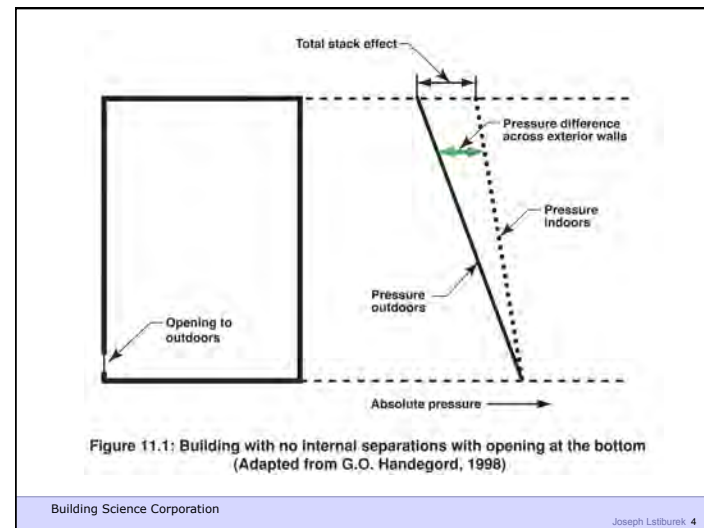 Total stack effect
Pressure difference
across exterior walls
Pressure
indoors
Pressure
outdoors
Opening to
outdoors
Absolute pressure
Figure 11.1: Building with no internal separations with opening at the bottom
(Adapted from G.O. Handegord, 1998)
Building Science Corporation
Joseph Lstiburek 4